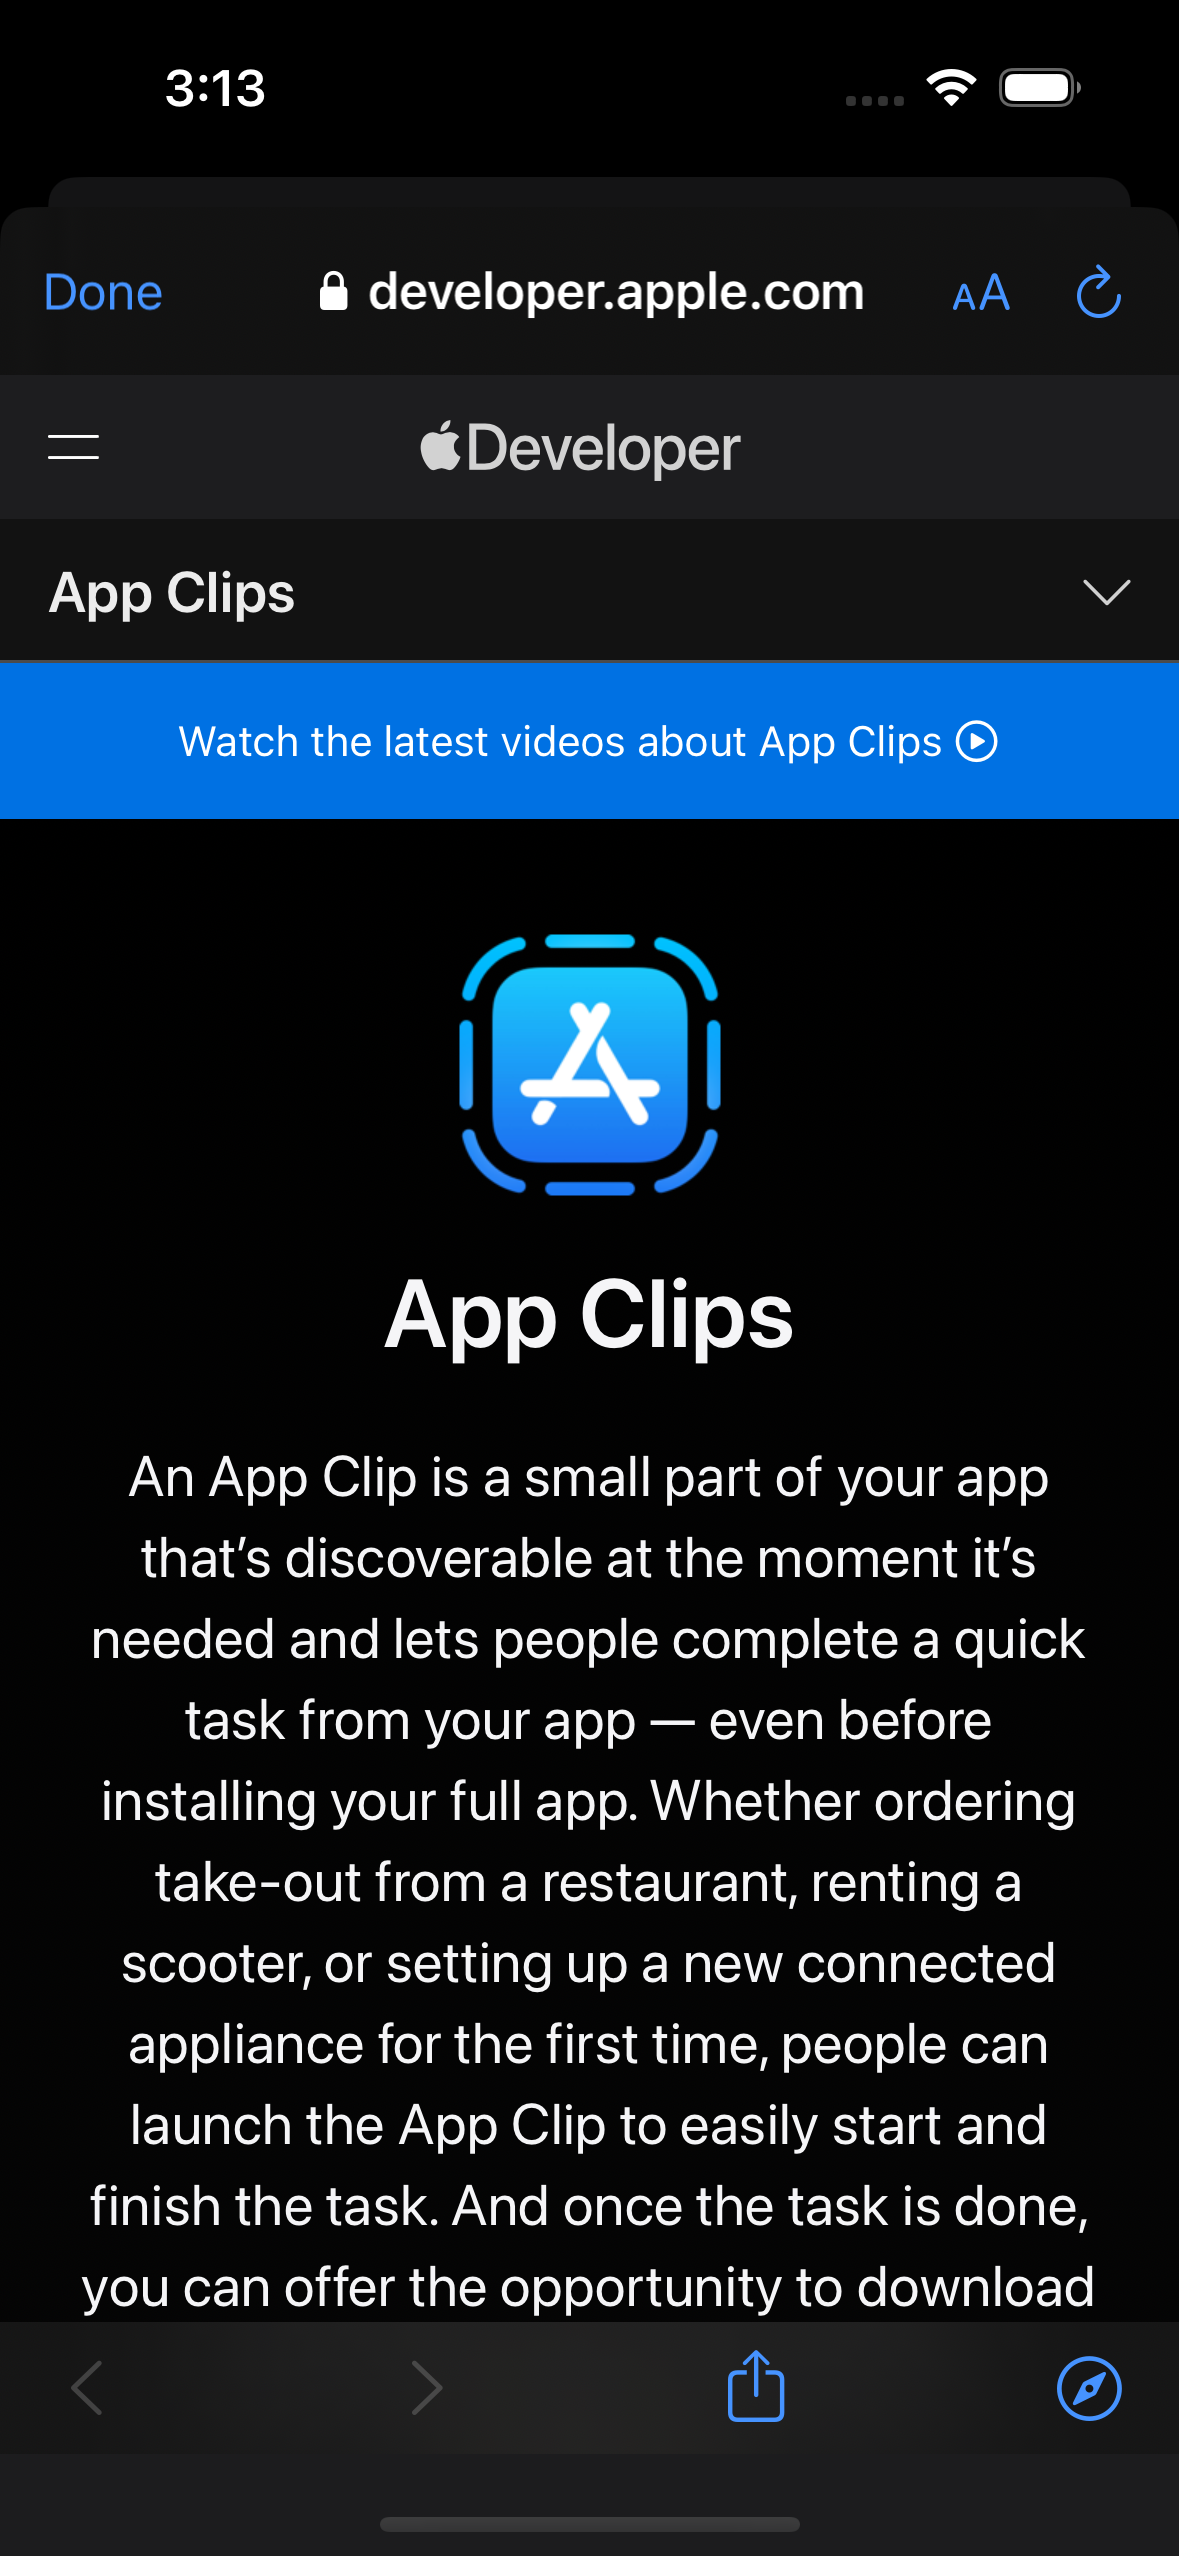 3:13
Done developer.apple.com AA
Developer
App Clips
Watch the latest videos about App Clips
App Clips
An App Clip is a small part of your app
that’s discoverable at the moment it’s
needed and lets people complete a quick
task from your app — even before
installing your full app. Whether ordering
take-out from a restaurant, renting a
scooter, or setting up a new connected
appliance for the first time, people can
launch the App Clip to easily start and
finish the task. And once the task is done,
you can offer the opportunity to download